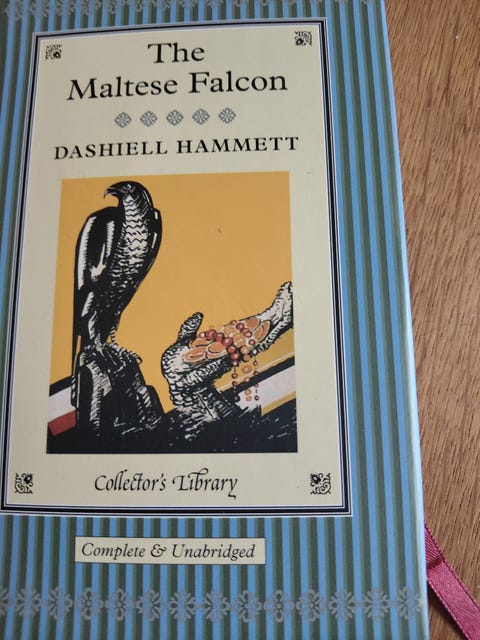 The
Maltese Falcon
DASHIELL HAMMETT
Collector's Library
Complete & Unabridged